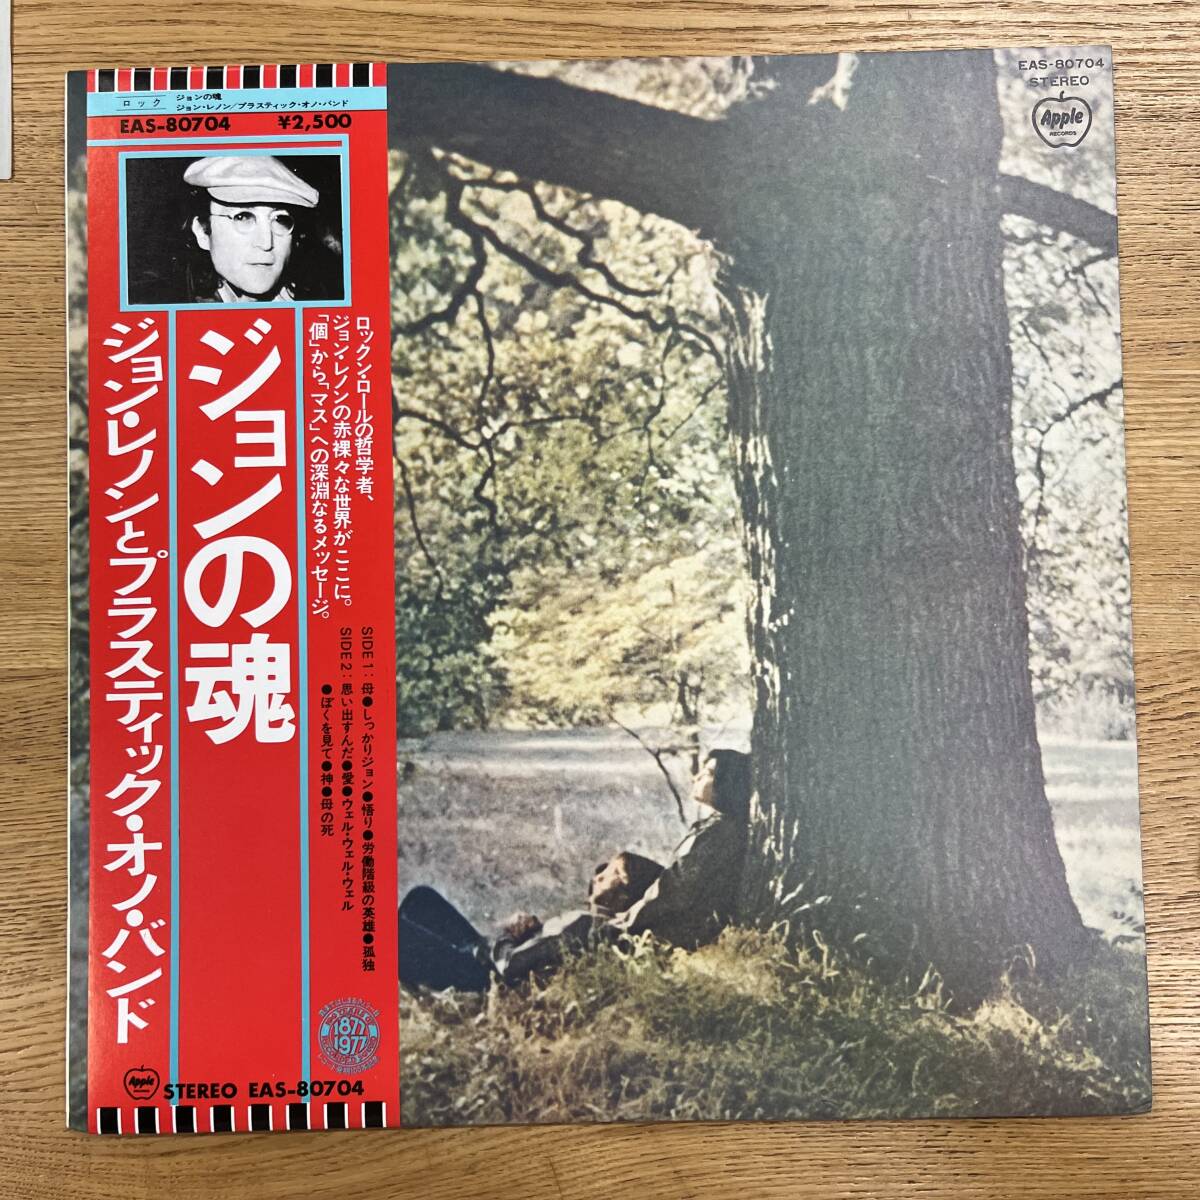 ロック
ジョンの魂
ジョン・レノン/プラスティック・オノ・バンド
EAS-80704 ¥2,500
ロックン・ロールの哲学者、
ジョン・レノンの赤裸々な世界がここに。
「個」から「マス」への深淵なるメッセージ。
ジョンの魂
ジョン・レノンとプラスティック・オノ・バンド
SIDE 1: 母●しっかりジョン●悟り●労働階級の英雄●孤独
SIDE 2: 思い出すんだ●愛●ウェル・ウェル・ウェル
●ぼくを見て●神●母の死
1877
1977
Apple
STEREO EAS-80704
EAS-80704
STEREO
Apple
RECORDS